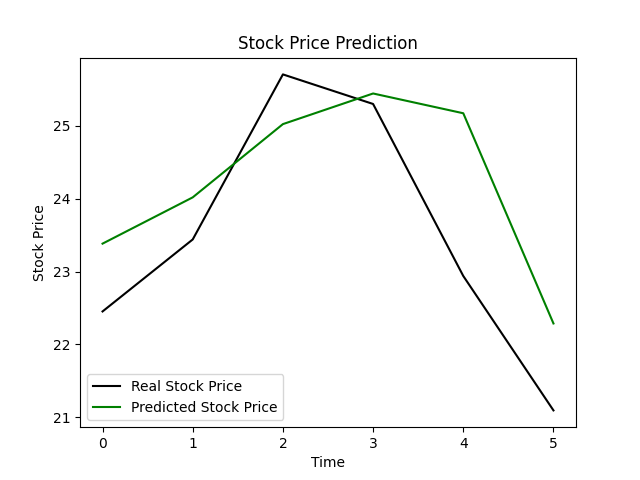 Stock Price Prediction
Stock Price
25
24
23
22
21
Real Stock Price
Predicted Stock Price
0 1 2 3 4 5
Time